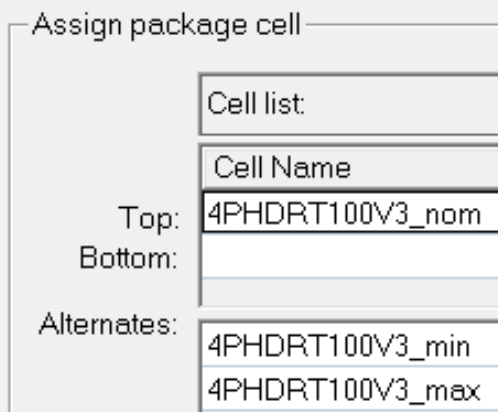 Assign package cell
Cell list:
Cell Name
Top: 4PHDRT100V3_nom
Bottom:
Alternates:
4PHDRT100V3_min
4PHDRT100V3_max